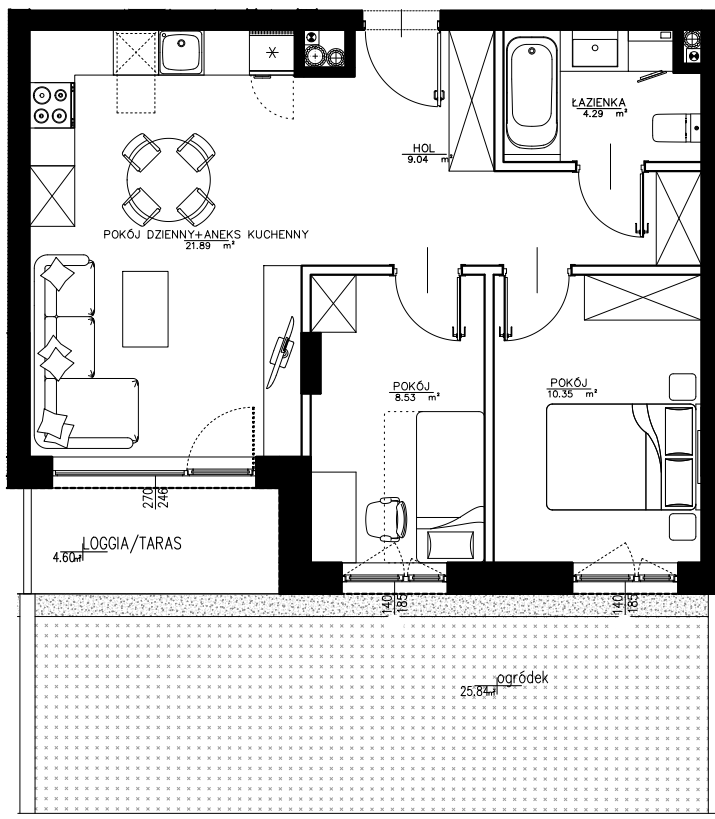 ŁAZIENKA
4.29 m²
HOL
9.04 m²
POKÓJ DZIENNY+ANEKS KUCHENNY
21.89 m²
POKÓJ
8.53 m²
POKÓJ
10.35 m²
270
246
LOGGIA/TARAS
4.60m²
140
185
140
185
ogródek
25.84m²